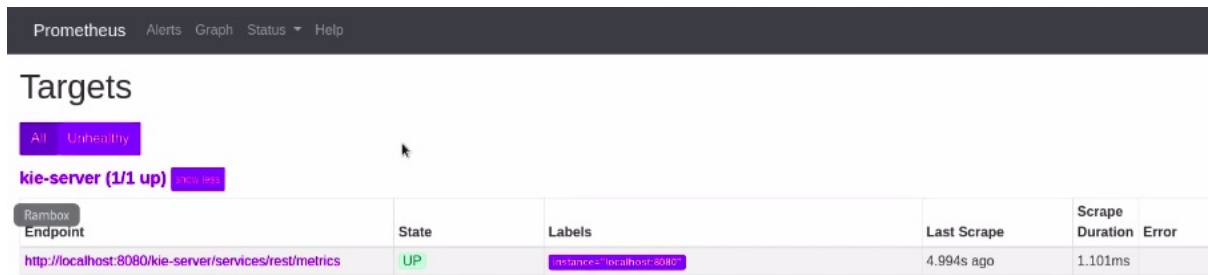 Prometheus Alerts Graph Status Help
Targets
All Unhealthy
kie-server (1/1 up) show less
Rambox
Endpoint State Labels Last Scrape Scrape Duration Error
http://localhost:8080/kie-server/services/rest/metrics UP instance="localhost:8080" 4.994s ago 1.101ms